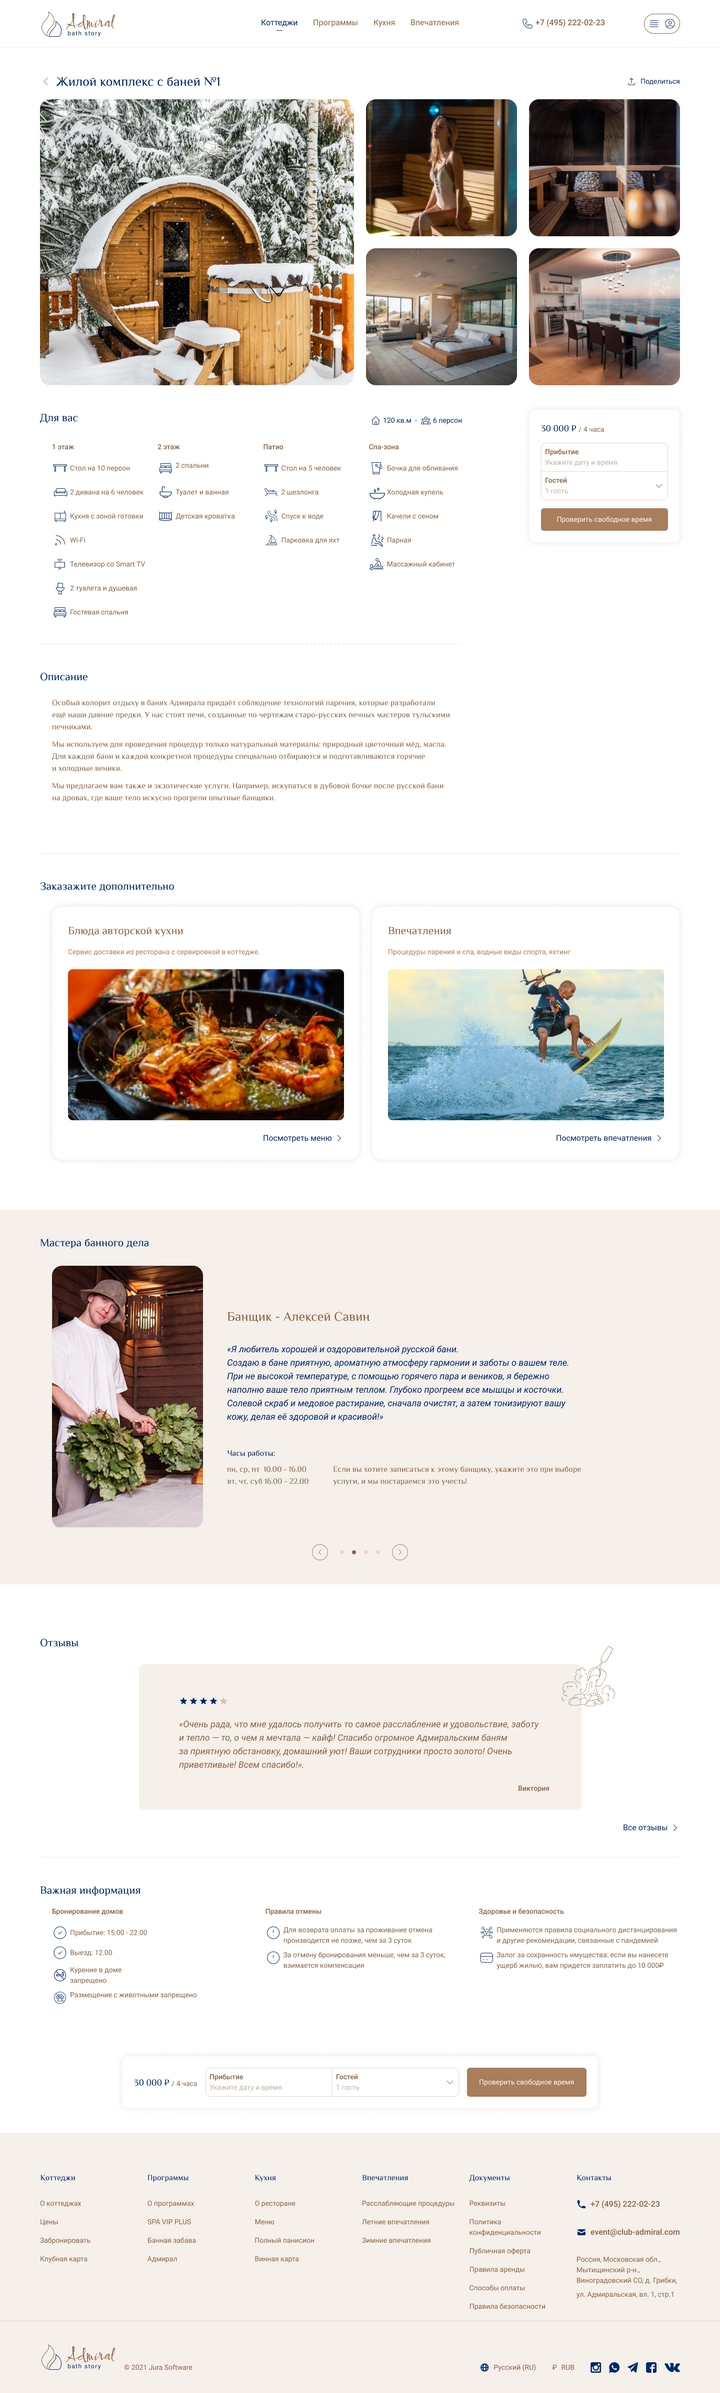 Admiral
bath story
Коттеджи
Программы
Кухня
Впечатления
+7 (495) 222-02-23
Жилой комплекс с баней №1
Поделиться
Для вас
120 кв.м - 6 персон
1 этаж
Стол на 10 персон
2 дивана на 6 человек
Кухня с зоной готовки
Wi-Fi
Телевизор со Smart TV
2 туалета и душевая
Гостевая спальня
2 этаж
2 спальни
Туалет и ванная
Детская кроватка
Патио
Стол на 5 человек
2 шезлонга
Спуск к воде
Парковка для яхт
Спа-зона
Бочка для обливания
Холодная купель
Качели с сеном
Парная
Массажный кабинет
30 000 ₽ / 4 часа
Прибытие
Укажите дату и время
Гостей
1 гость
Проверить свободное время
Описание
Особый колорит отдыху в банях Адмирала придаёт соблюдение технологий парения, которые разработали
ещё наши давние предки. У нас стоят печи, созданные по чертежам старо-русских печных мастеров тульскими
печниками.
Мы используем для проведения процедур только натуральный материалы: природный цветочный мёд, масла.
Для каждой бани и каждой конкретной процедуры специально отбираются и подготавливаются горячие
и холодные веники.
Мы предлагаем вам также и экзотические услуги. Например, искупаться в дубовой бочке после русской бани
на дровах, где ваше тело искусно прогрели опытные банщики.
Заказажите дополнительно
Блюда авторской кухни
Сервис доставки из ресторана с сервировкой в коттедже.
Посмотреть меню
Впечатления
Процедуры парения и спа, водные виды спорта, яхтинг
Посмотреть впечатления
Мастера банного дела
Банщик - Алексей Савин
«Я любитель хорошей и оздоровительной русской бани.
Создаю в бане приятную, ароматную атмосферу гармонии и заботы о вашем теле.
При не высокой температуре, с помощью горячего пара и веников, я бережно
наполню ваше тело приятным теплом. Глубоко прогреем все мышцы и косточки.
Солевой скраб и медовое растирание, сначала очистят, а затем тонизируют вашу
кожу, делая её здоровой и красивой!»
Часы работы:
пн, ср, пт 10.00 - 16.00
вт, чт, суб 16.00 - 22.00
Если вы хотите записаться к этому банщику, укажите это при выборе
услуги, и мы постараемся это учесть!
Отзывы
«Очень рада, что мне удалось получить то самое расслабление и удовольствие, заботу
и тепло — то, о чем я мечтала — кайф! Спасибо огромное Адмиральским баням
за приятную обстановку, домашний уют! Ваши сотрудники просто золото! Очень
приветливые! Всем спасибо!».
Виктория
Все отзывы
Важная информация
Бронирование домов
Прибытие: 15:00 - 22.00
Выезд: 12.00
Курение в доме
запрещено
Размещение с животными запрещено
Правила отмены
Для возврата оплаты за проживание отмена
производится не позже, чем за 3 суток
За отмену бронирования меньше, чем за 3 суток,
взимается компенсация
Здоровье и безопасность
Применяются правила социального дистанцирования
и другие рекомендации, связанные с пандемией
Залог за сохранность имущества: если вы нанесете
ущерб жилью, вам придется заплатить до 10 000₽
30 000 ₽ / 4 часа
Прибытие
Укажите дату и время
Гостей
1 гость
Проверить свободное время
Коттеджи
О коттеджах
Цены
Забронировать
Клубная карта
Программы
О программах
SPA VIP PLUS
Банная забава
Адмирал
Кухня
О ресторане
Меню
Полный панисион
Винная карта
Впечатления
Расслабляющие процедуры
Летние впечатления
Зимние впечатления
Документы
Реквизиты
Политика
конфиденциальности
Публичная оферта
Правила аренды
Способы оплаты
Правила безопасности
Контакты
+7 (495) 222-02-23
event@club-admiral.com
Россия, Московская обл.,
Мытищинский р-н.,
Виноградовский СО, д. Грибки,
ул. Адмиральская, вл. 1, стр.1
Admiral
bath story
© 2021 Jura Software
Русский (RU)
₽ RUB